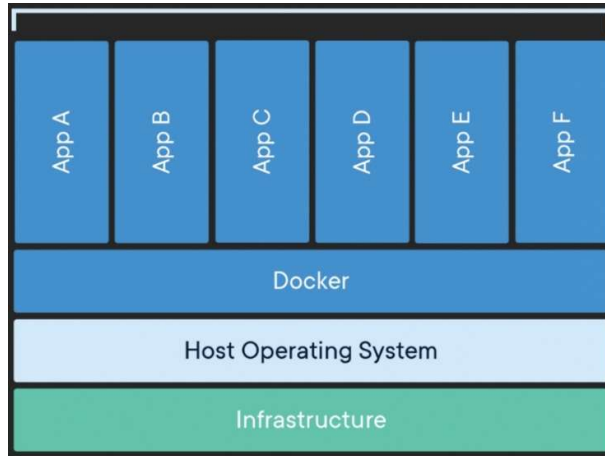 App A
App B
App C
App D
App E
App F
Docker
Host Operating System
Infrastructure